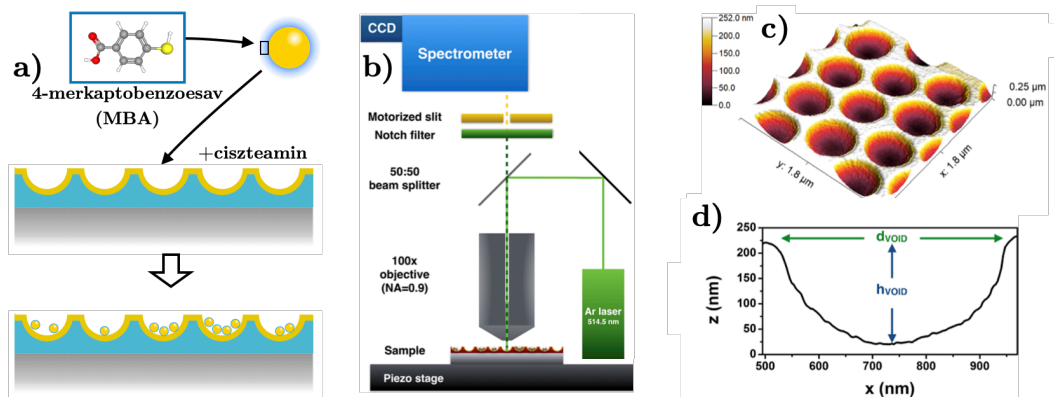 a)
4-merkaptobenzoesav
(MBA)
+ciszteamin
b)
CCD
Spectrometer
Motorized slit
Notch filter
50:50
beam splitter
100x
objective
(NA=0.9)
Ar laser
514.5 nm
Sample
Piezo stage
c)
252.0 nm
200.0
150.0
100.0
50.0
0.0
0.25 µm
0.00 µm
y: 1.8 µm
x: 1.8 µm
d)
z (nm)
250
200
150
100
50
0
dVOID
hVOID
500 600 700 800 900
x (nm)